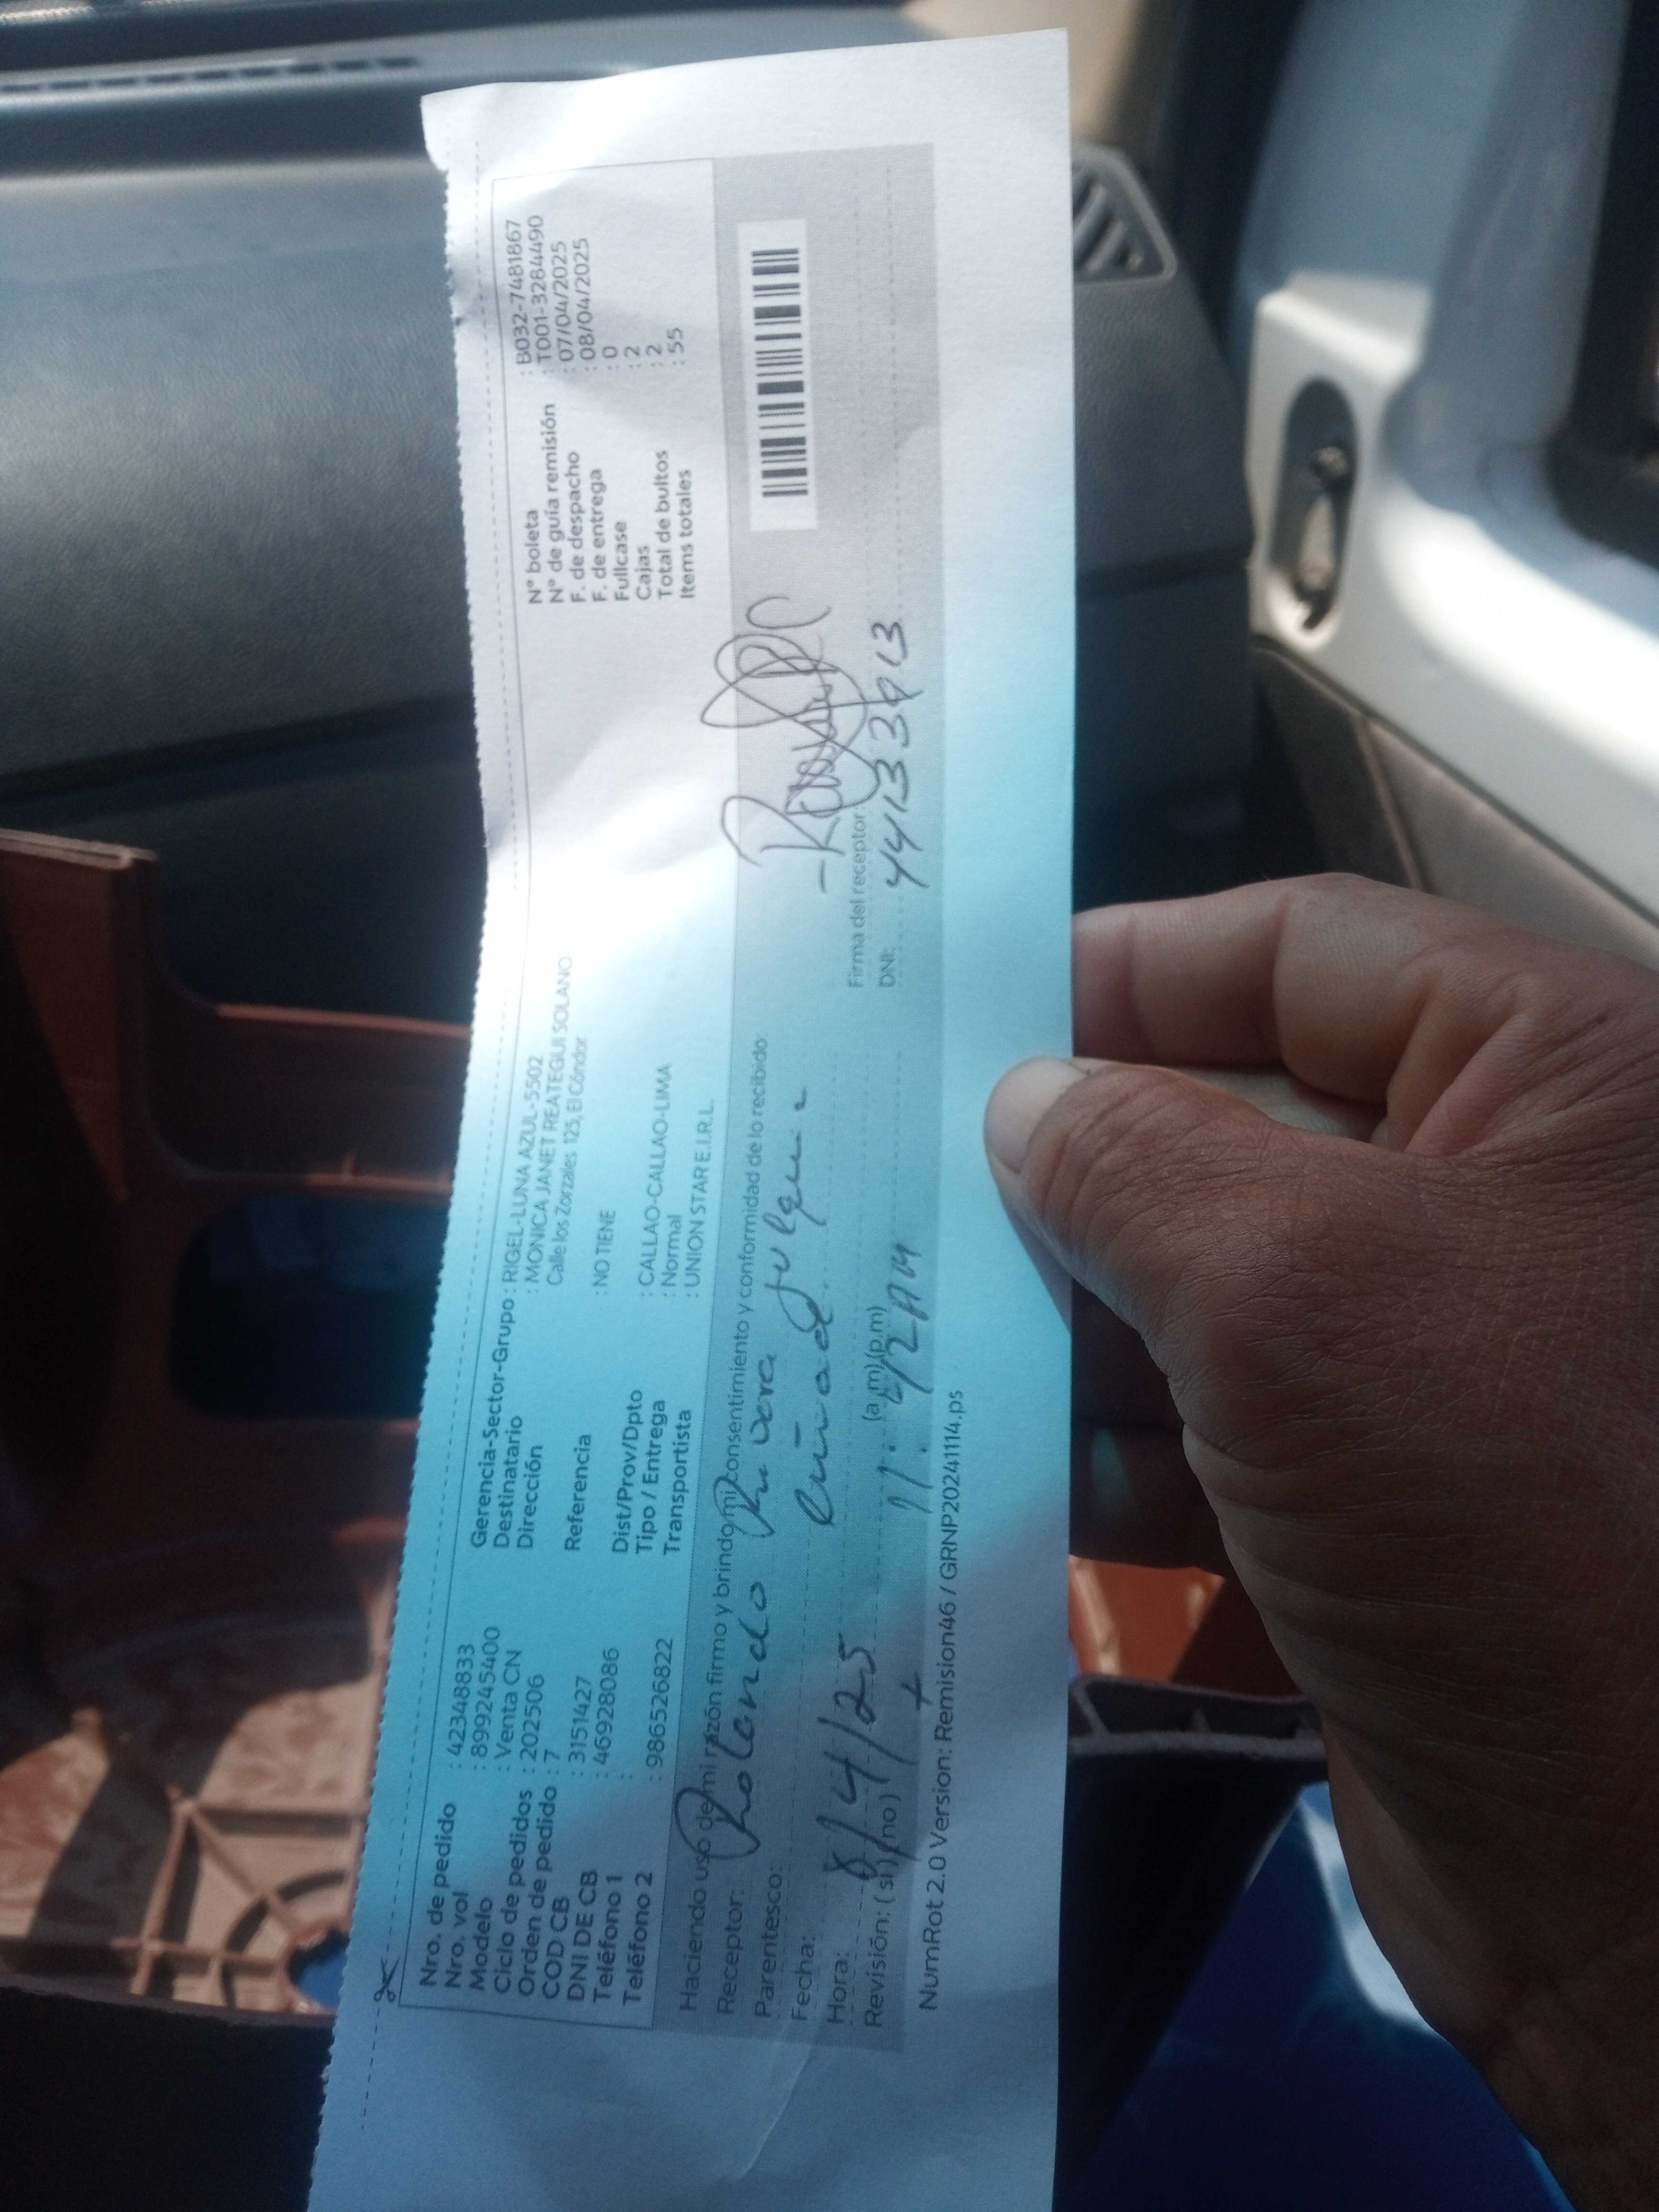 Nro. de pedido : 42348833
Nro. vol : 899245400
Modelo : Venta CN
Ciclo de pedidos : 202506
Orden de pedido : 7
COD CB : 3151427
DNI DE CB : 46928086
Teléfono 1 :
Teléfono 2 : 986526822
Gerencia-Sector-Grupo : RIGEL-LUNA AZUL-5502
Destinatario : MONICA JANET REATEGUI SOLANO
Dirección Calle los Zorzales 125, El Cóndor
Referencia : NO TIENE
Dist/Prov/Dpto : CALLAO-CALLAO-LIMA
Tipo / Entrega : Normal
Transportista : UNION STAR E.I.R.L.
N° boleta : B032-7481867
N° de guía remisión : T001-3284490
F. de despacho : 07/04/2025
F. de entrega : 08/04/2025
Fullcase : 0
Cajas : 2
Total de bultos : 2
Items totales : 55
Haciendo uso de mi razón firmo y brindo mi consentimiento y conformidad de lo recibido:
Receptor: Rolando
Parentesco:
Fecha: 8/4/25
Hora: 11:42 AM (a.m) (p.m)
Revisión: (si) (no)
Firma del receptor:
DNI:
NumRot 2.0 Version: Remision46 / GRNP20241114.ps